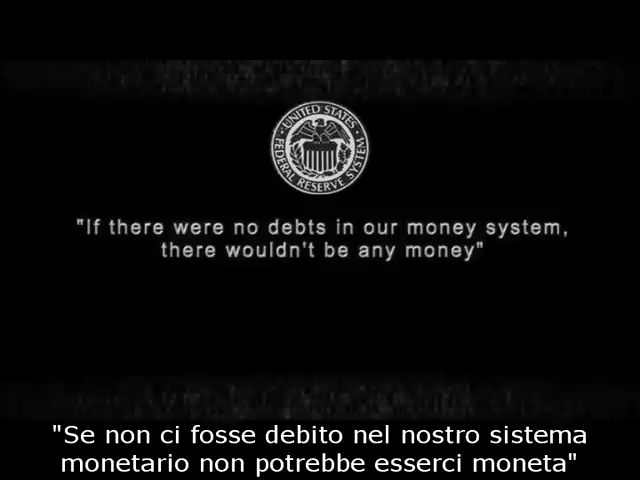 UNITED STATES
FEDERAL RESERVE SYSTEM
"If there were no debts in our money system,
there wouldn't be any money"
"Se non ci fosse debito nel nostro sistema
monetario non potrebbe esserci moneta"